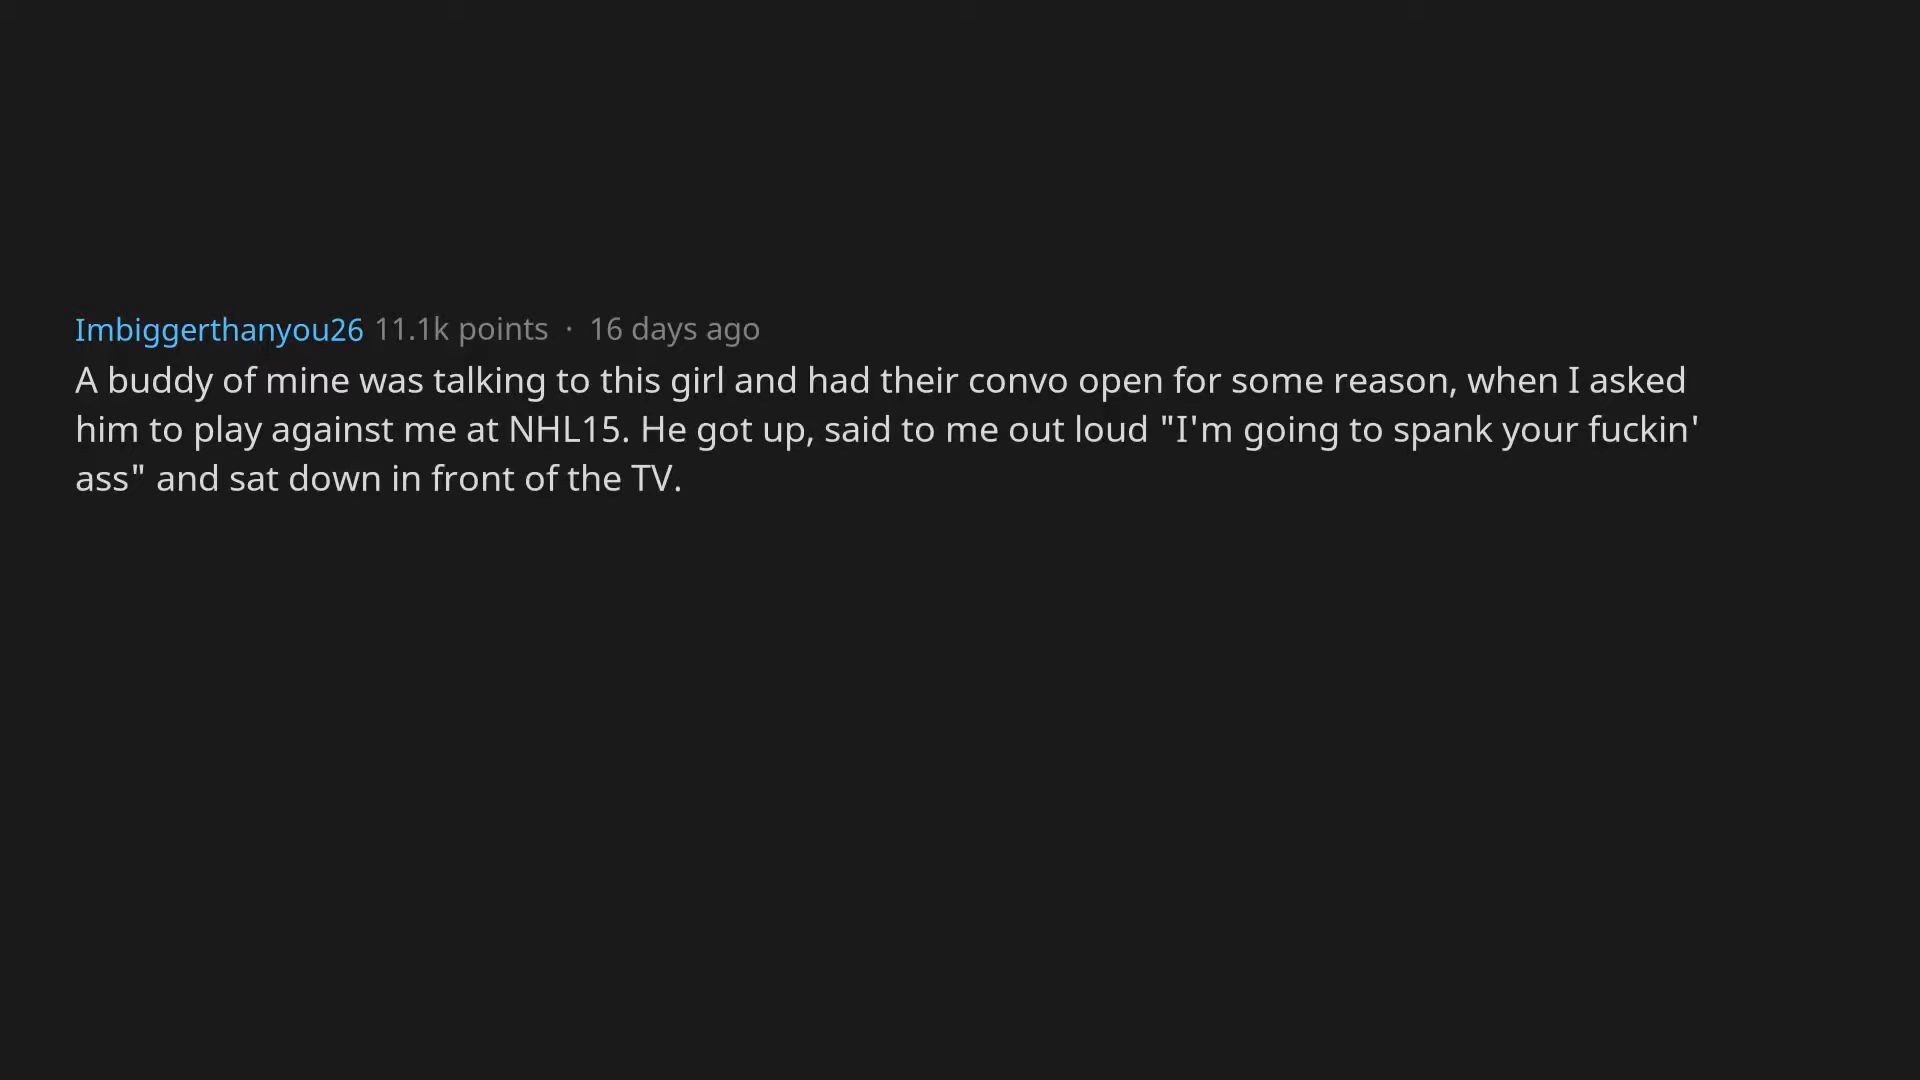 Imbiggerthanyou26 11.1k points · 16 days ago
A buddy of mine was talking to this girl and had their convo open for some reason, when I asked
him to play against me at NHL15. He got up, said to me out loud "I'm going to spank your fuckin'
ass" and sat down in front of the TV.